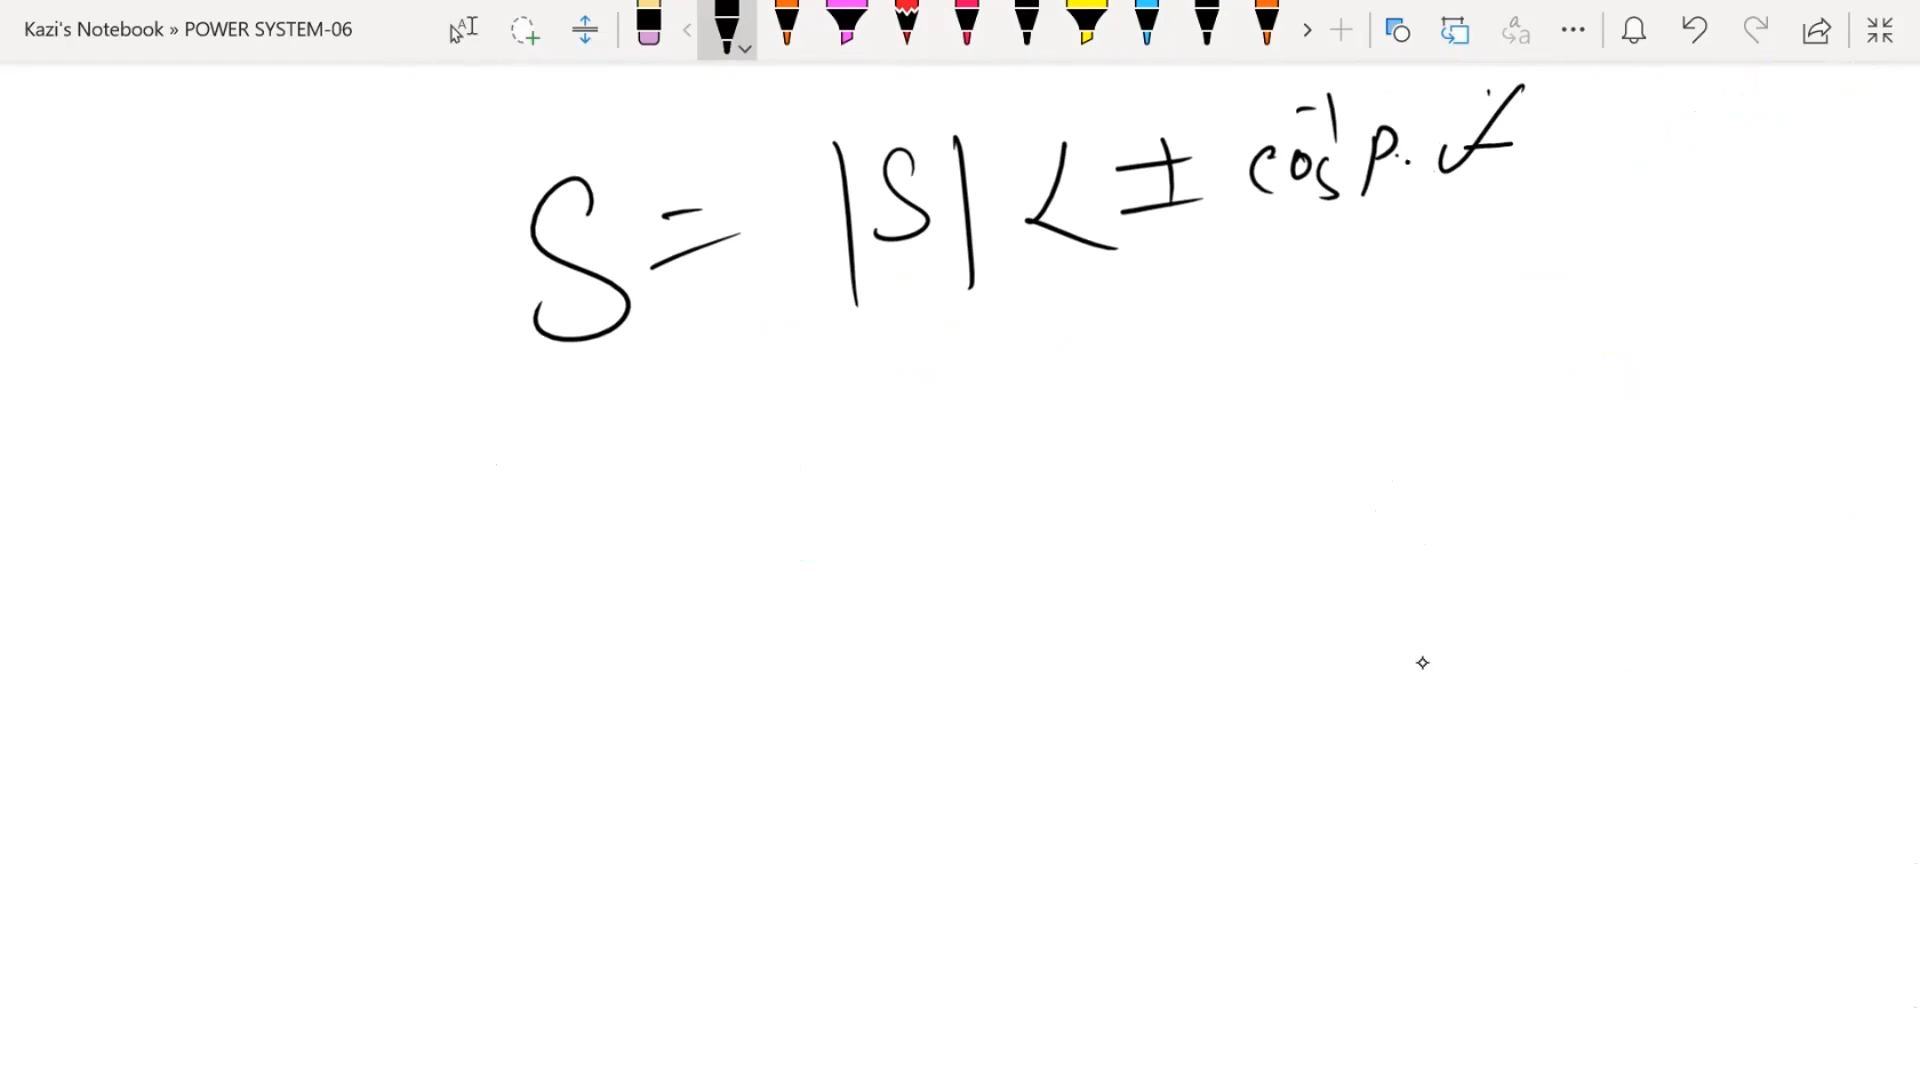 Kazi's Notebook » POWER SYSTEM-06
S = |S| ∠ ± cos⁻¹ p.f